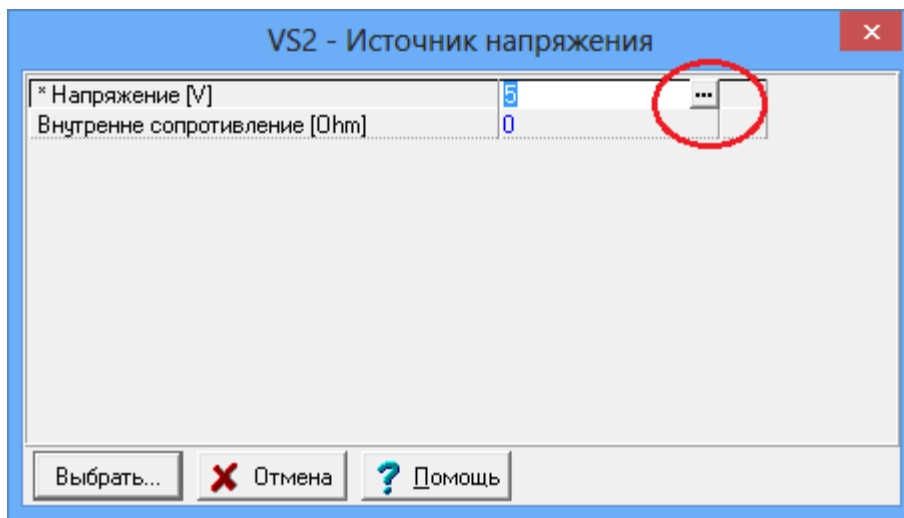 VS2 - Источник напряжения
* Напряжение [V] 5 ...
Внутренне сопротивление [Ohm] 0
Выбрать... Отмена ? Помощь